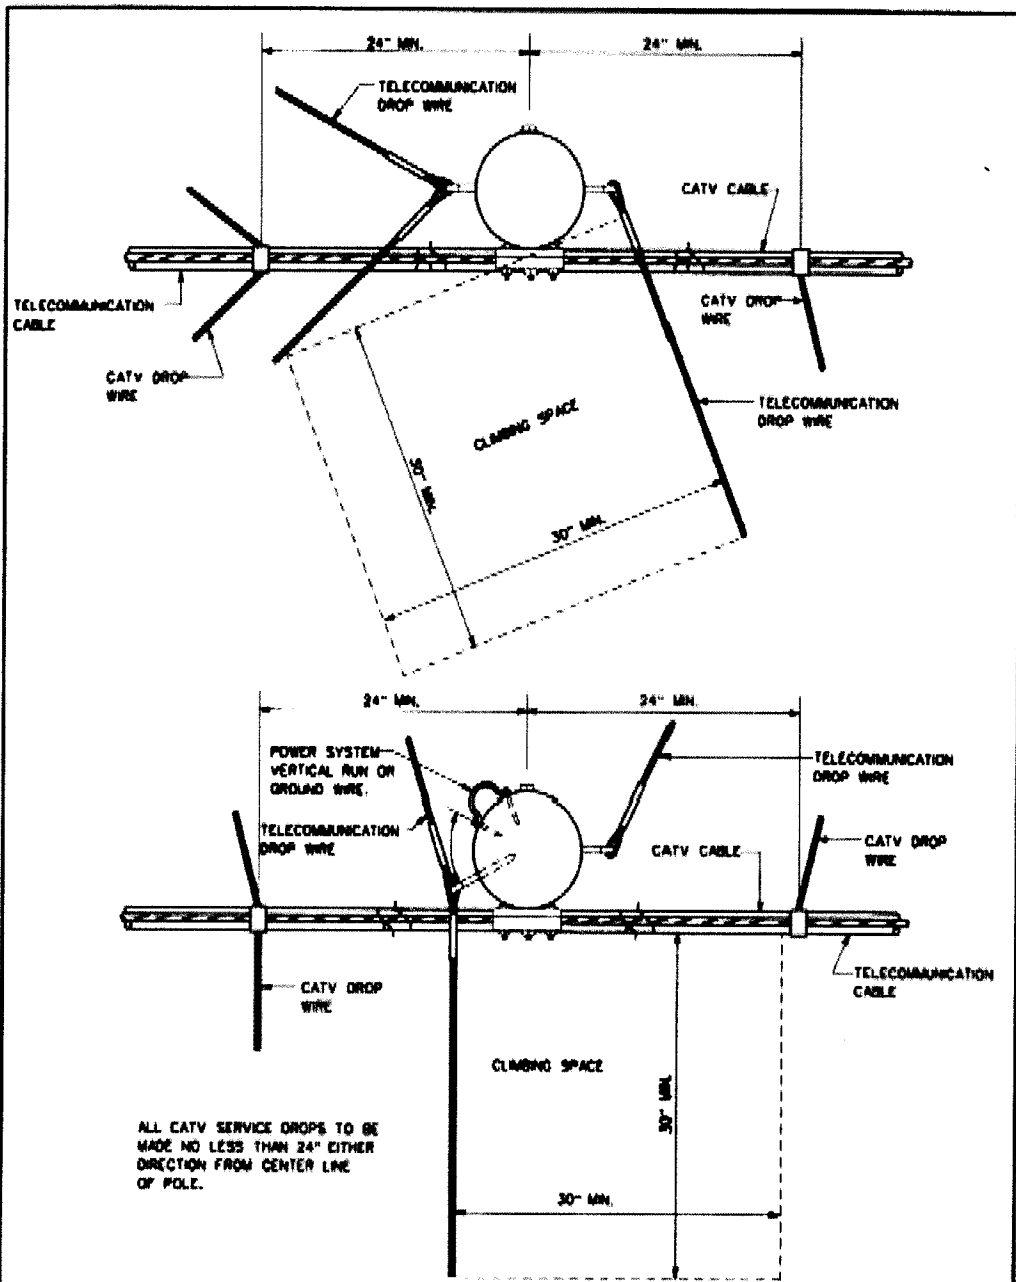 24" MIN.
24" MIN.
TELECOMMUNICATION
DROP WIRE
CATV CABLE
TELECOMMUNICATION
CABLE
CATV DROP
WIRE
CATV DROP
WIRE
TELECOMMUNICATION
DROP WIRE
CLIMBING SPACE
30" MIN.
30" MIN.
24" MIN.
24" MIN.
POWER SYSTEM
VERTICAL RUN OR
GROUND WIRE.
TELECOMMUNICATION
DROP WIRE
TELECOMMUNICATION
DROP WIRE
CATV CABLE
CATV DROP
WIRE
CATV DROP
WIRE
TELECOMMUNICATION
CABLE
CLIMBING SPACE
30" MIN.
ALL CATV SERVICE DROPS TO BE
MADE NO LESS THAN 24" EITHER
DIRECTION FROM CENTER LINE
OF POLE.
30" MIN.